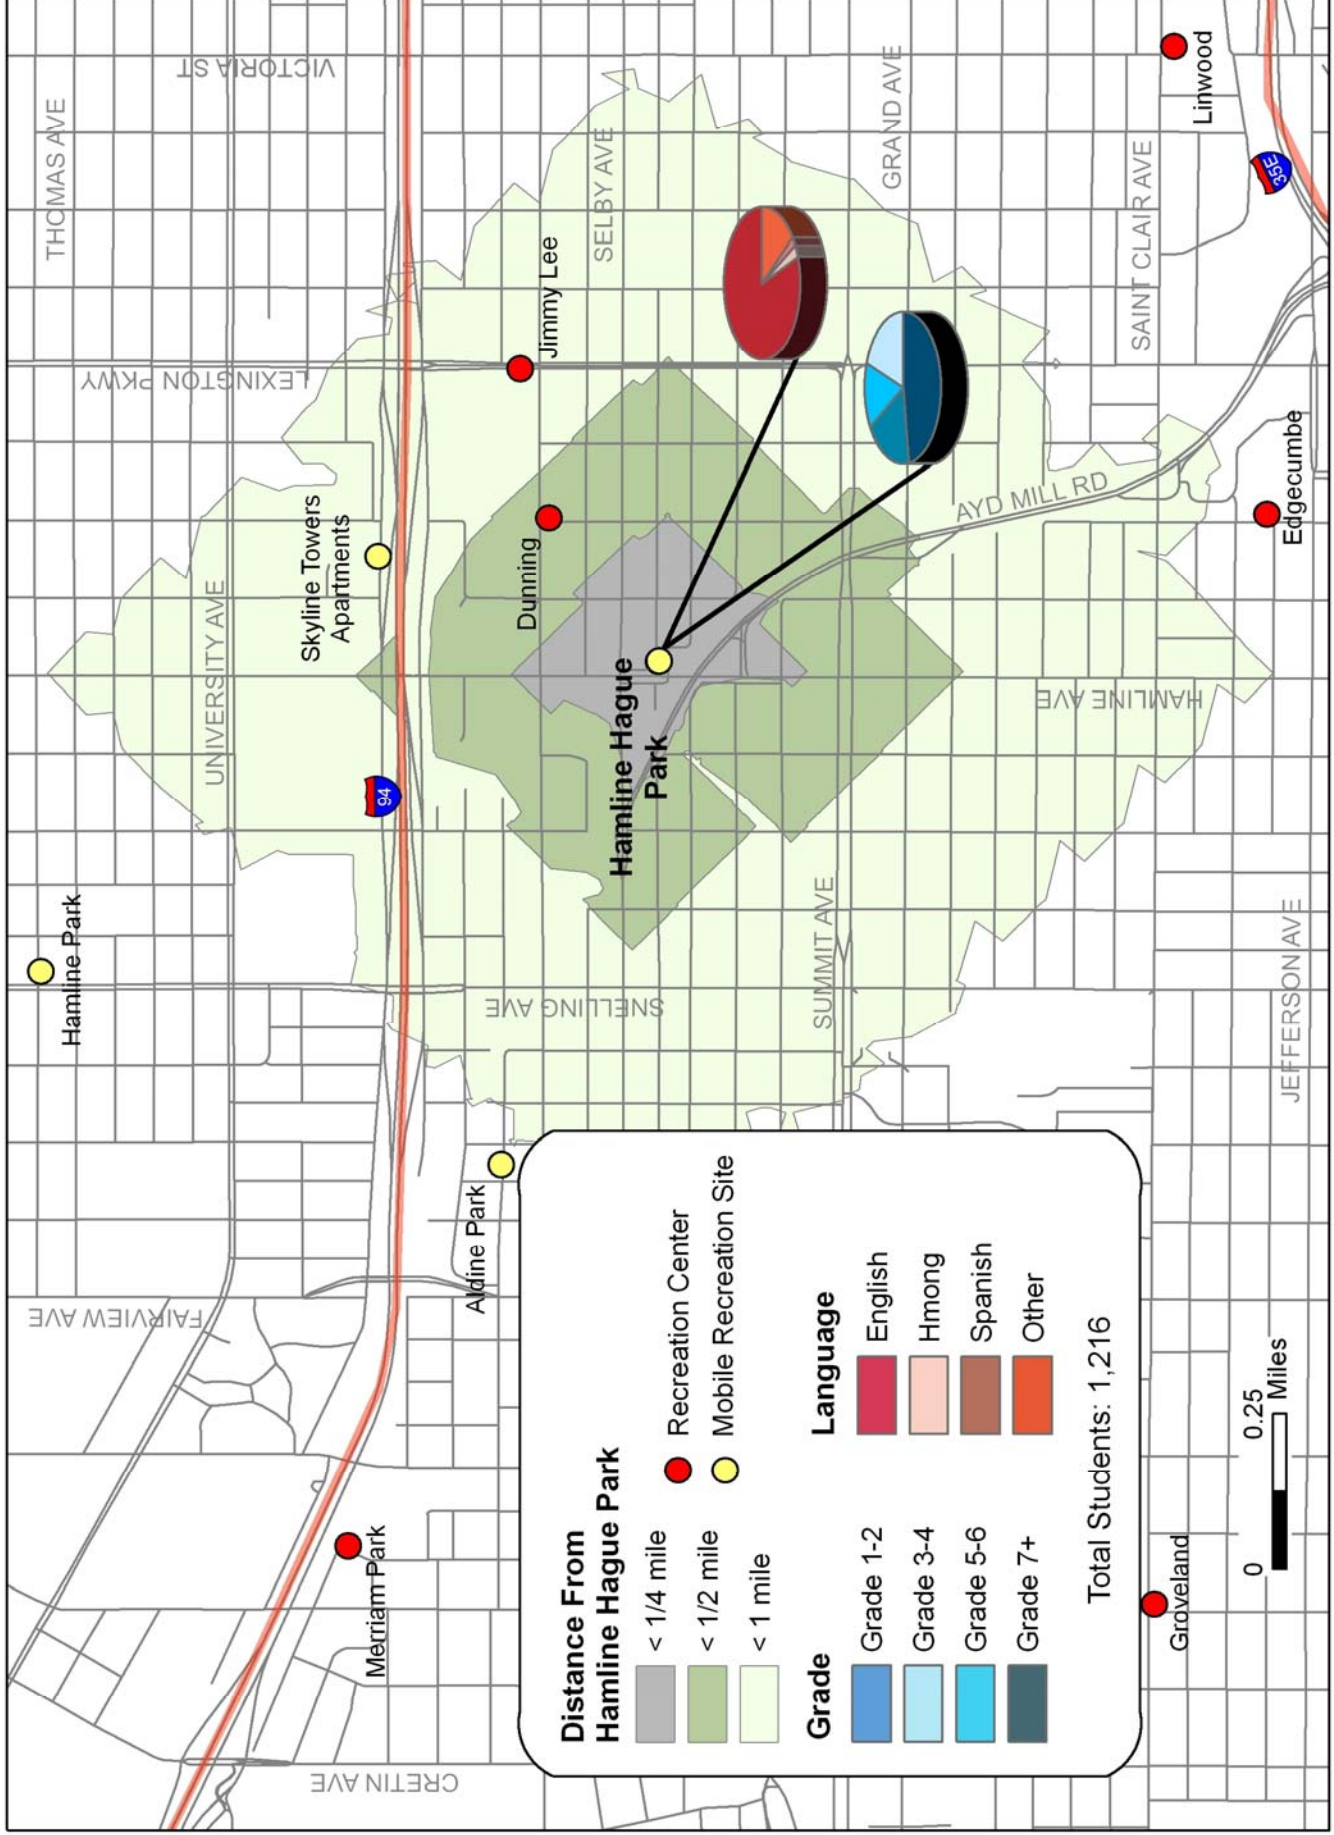 Hamline Park
THOMAS AVE
VICTORIA ST
FAIRVIEW AVE
UNIVERSITY AVE
LEXINGTON PKWY
Skyline Towers
Apartments
94
Merriam Park
CRETIN AVE
Aldine Park
SNELLING AVE
Dunning
Jimmy Lee
SELBY AVE
Hamline Hague
Park
SUMMIT AVE
GRAND AVE
AYD MILL RD
HAMLINE AVE
SAINT CLAIR AVE
Linwood
35E
Edgecumbe
JEFFERSON AVE
Groveland
Distance From
Hamline Hague Park
< 1/4 mile
< 1/2 mile
< 1 mile
Recreation Center
Mobile Recreation Site
Grade
Grade 1-2
Grade 3-4
Grade 5-6
Grade 7+
Language
English
Hmong
Spanish
Other
Total Students: 1,216
0 0.25
Miles